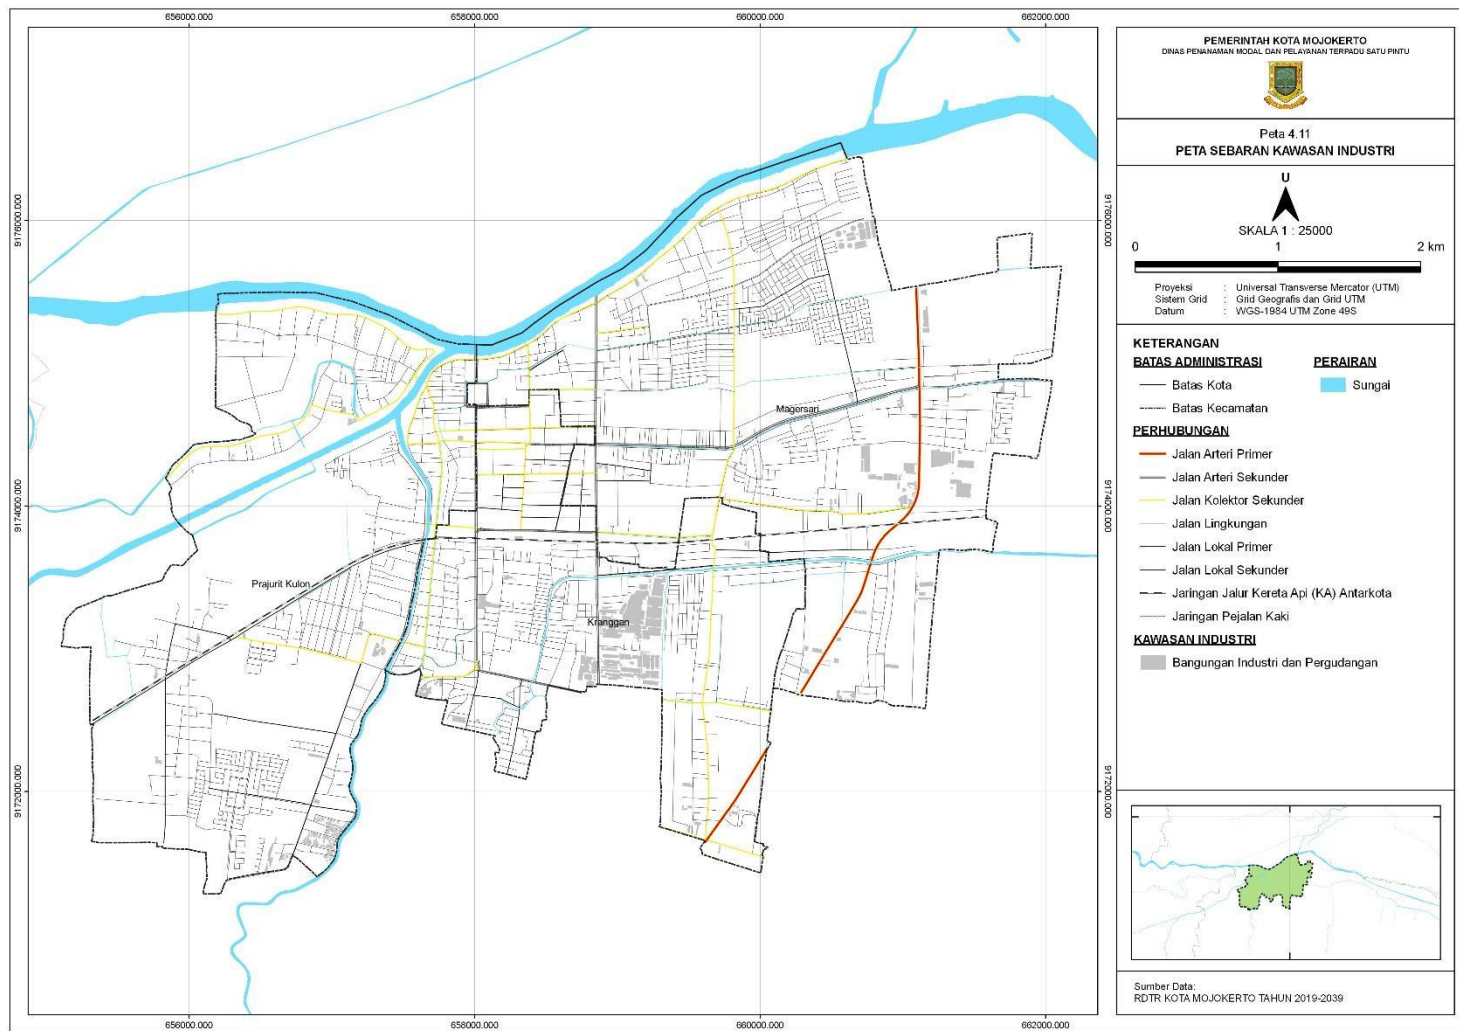 656000.000
658000.000
660000.000
662000.000
9176000.000
9174000.000
9172000.000
Magersari
Prajurit Kulon
Kranggan
9176000.000
9174000.000
9172000.000
656000.000
658000.000
660000.000
662000.000
PEMERINTAH KOTA MOJOKERTO
DINAS PENANAMAN MODAL DAN PELAYANAN TERPADU SATU PINTU
Peta 4.11
PETA SEBARAN KAWASAN INDUSTRI
U
SKALA 1 : 25000
0 1 2 km
Proyeksi : Universal Transverse Mercator (UTM)
Sistem Grid : Grid Geografis dan Grid UTM
Datum : WGS-1984 UTM Zone 49S
KETERANGAN
BATAS ADMINISTRASI
Batas Kota
Batas Kecamatan
PERAIRAN
Sungai
PERHUBUNGAN
Jalan Arteri Primer
Jalan Arteri Sekunder
Jalan Kolektor Sekunder
Jalan Lingkungan
Jalan Lokal Primer
Jalan Lokal Sekunder
Jaringan Jalur Kereta Api (KA) Antarkota
Jaringan Pejalan Kaki
KAWASAN INDUSTRI
Bangunan Industri dan Pergudangan
Sumber Data:
RDTR KOTA MOJOKERTO TAHUN 2019-2039